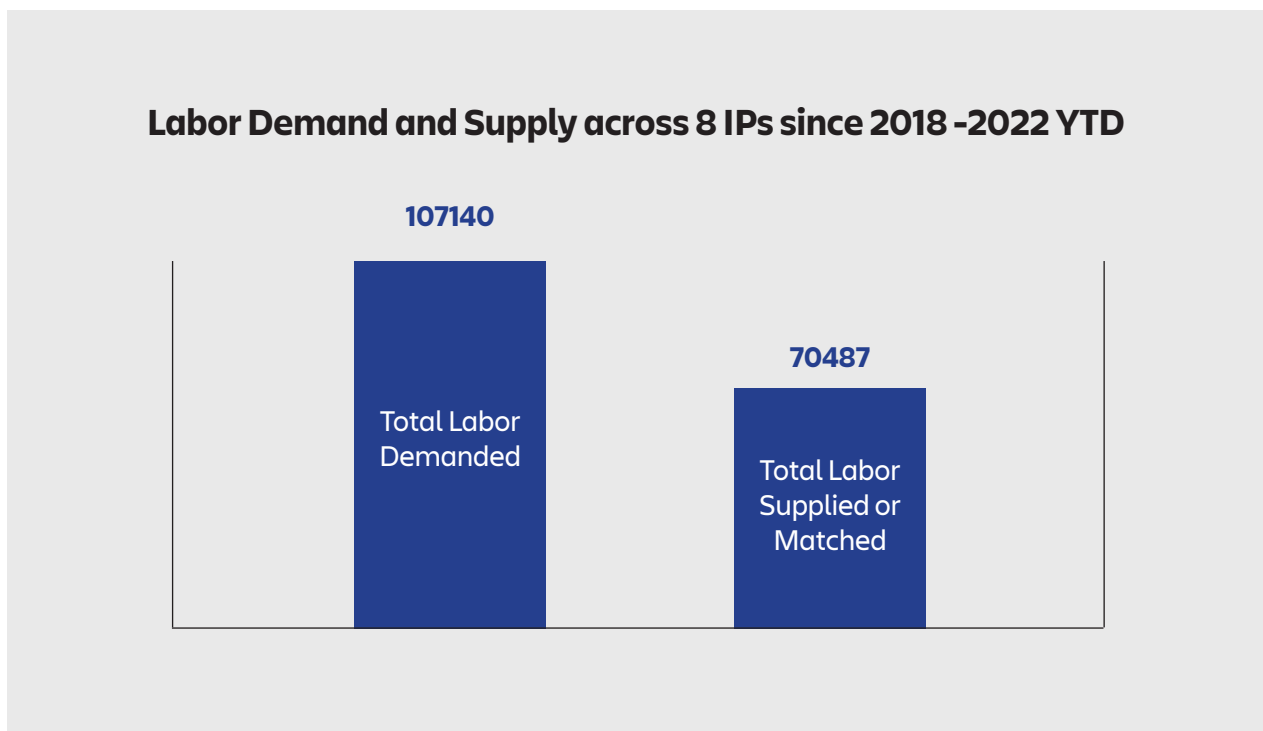 Labor Demand and Supply across 8 IPs since 2018 -2022 YTD
107140
70487
Total Labor
Demanded
Total Labor
Supplied or
Matched